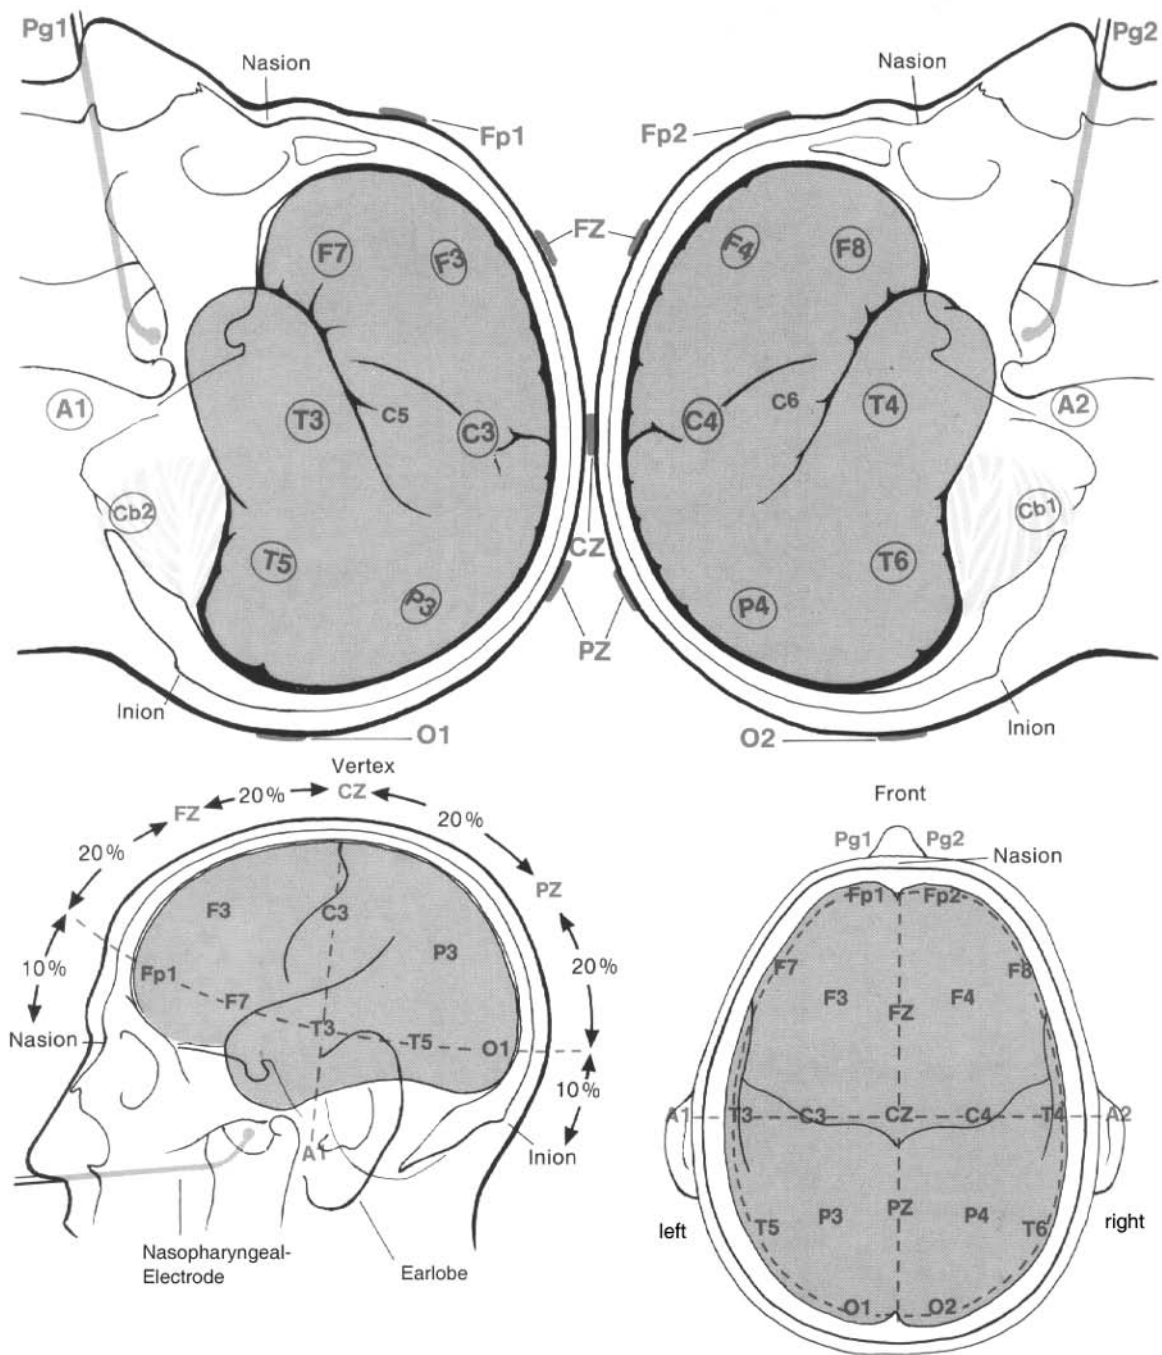 Pg1
Pg2
Nasion
Nasion
Fp1
Fp2
FZ
F7
F3
F4
F8
A1
T3
C5
C3
C4
C6
T4
A2
Cb2
Cb1
CZ
T5
P3
P4
T6
PZ
Inion
Inion
O1
O2
Vertex
FZ
20%
CZ
20%
20%
PZ
10%
20%
10%
F3
C3
P3
Fp1
F7
T3
T5
O1
Nasion
A1
Inion
Nasopharyngeal-
Electrode
Earlobe
Front
Pg1
Pg2
Nasion
Fp1
Fp2
F7
F8
F3
F4
FZ
A1
T3
C3
CZ
C4
T4
A2
T5
P3
PZ
P4
T6
left
right
O1
O2